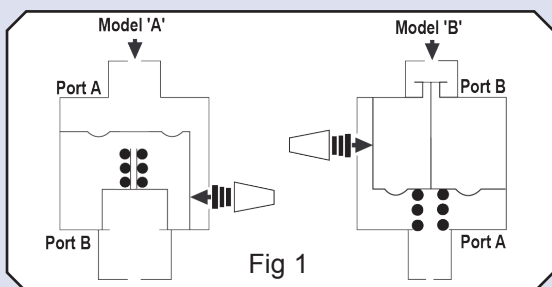 Model 'A'
Model 'B'
Port A
Port B
Port B
Port A
Fig 1